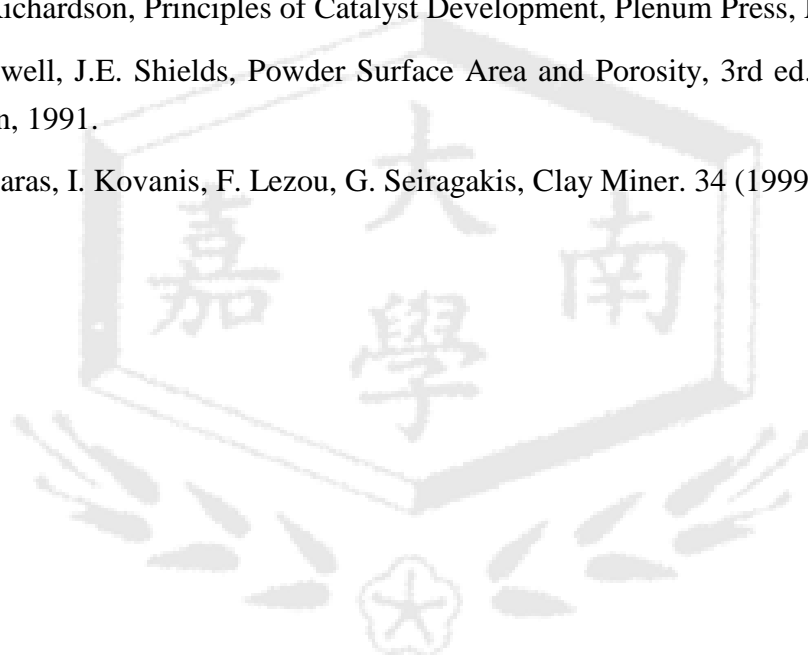 ichardson, Principles of Catalyst Development, Plenum Press,
well, J.E. Shields, Powder Surface Area and Porosity, 3rd ed.
n, 1991.
aras, I. Kovanis, F. Lezou, G. Seiragakis, Clay Miner. 34 (1999
大
嘉 南
學